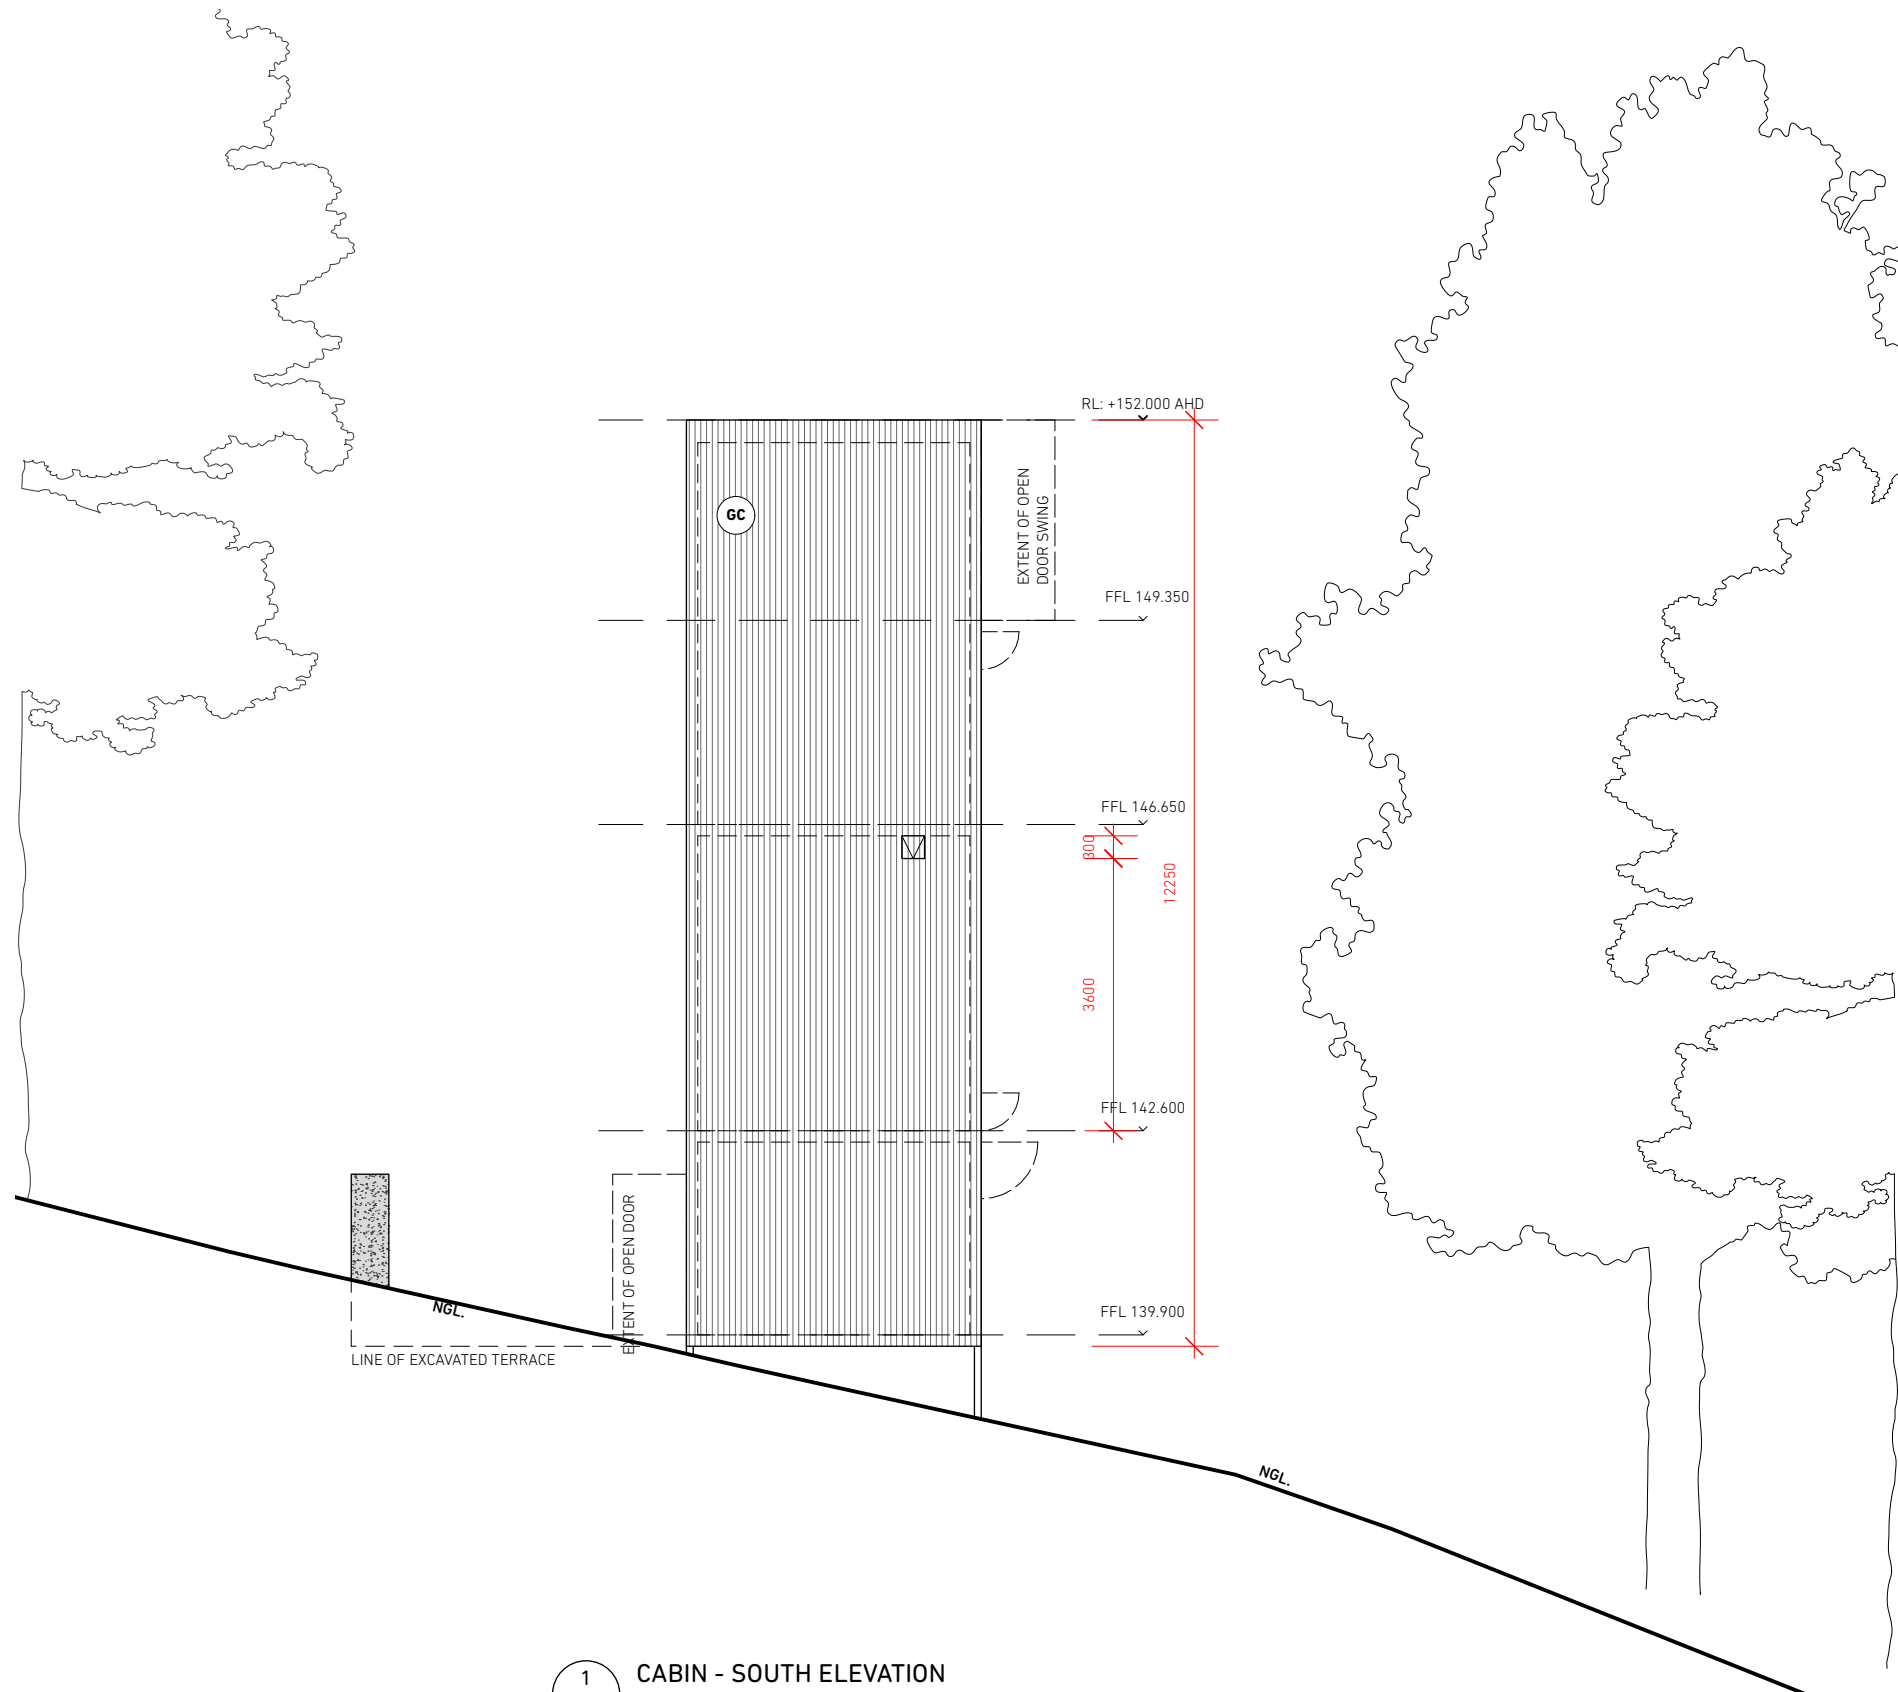 RL: +152.000 AHD
EXTENT OF OPEN
DOOR SWING
GC
FFL 149.350
FFL 146.650
300
12250
3600
FFL 142.600
EXTENT OF OPEN DOOR
NGL.
FFL 139.900
LINE OF EXCAVATED TERRACE
NGL.
1
CABIN - SOUTH ELEVATION